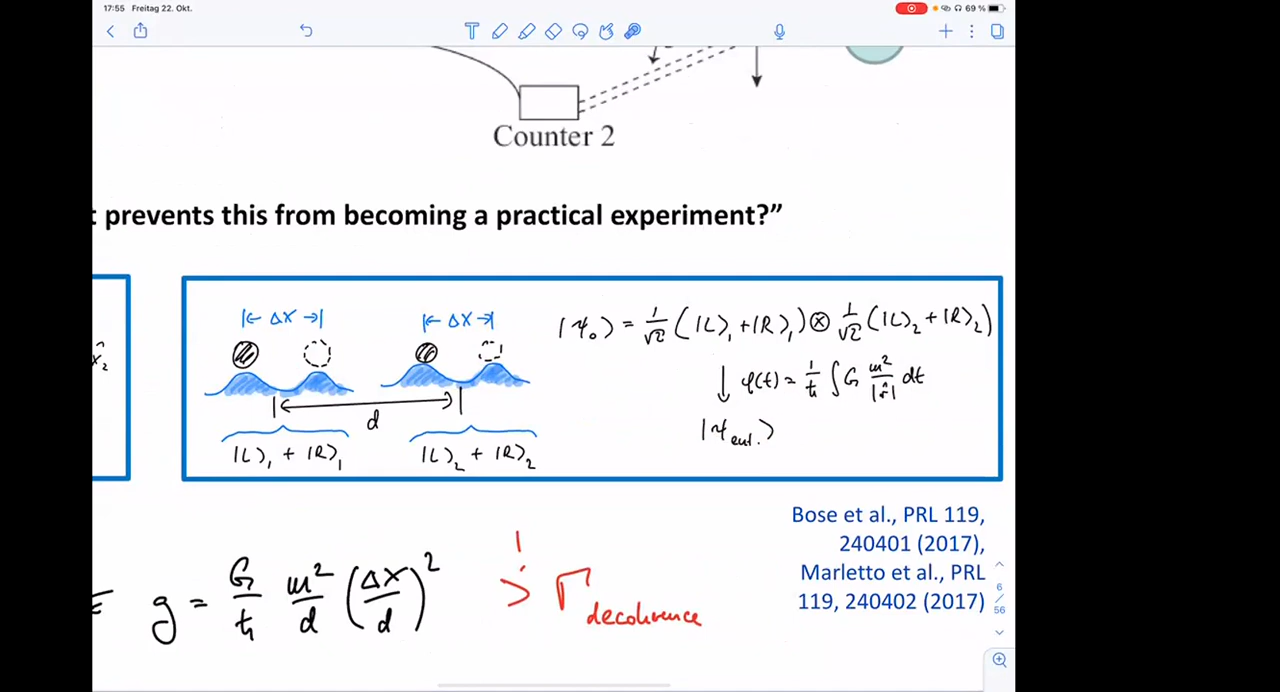 17:55 Freitag 22. Okt.
69 %
Counter 2
prevents this from becoming a practical experiment?”
|← Δx →| |← Δx →|
|ψ₀⟩ = 1/√2 (|L⟩₁ + |R⟩₁) ⊗ 1/√2 (|L⟩₂ + |R⟩₂)
x̂₂
↓ φ(t) = 1/ħ ∫ G m²/|r̂| dt
d
|ψ_ent.⟩
|L⟩₁ + |R⟩₁ |L⟩₂ + |R⟩₂
Bose et al., PRL 119,
240401 (2017),
Marletto et al., PRL
119, 240402 (2017)
g = G/ħ m²/d (Δx/d)² >! Γ decoherence
6
/
56